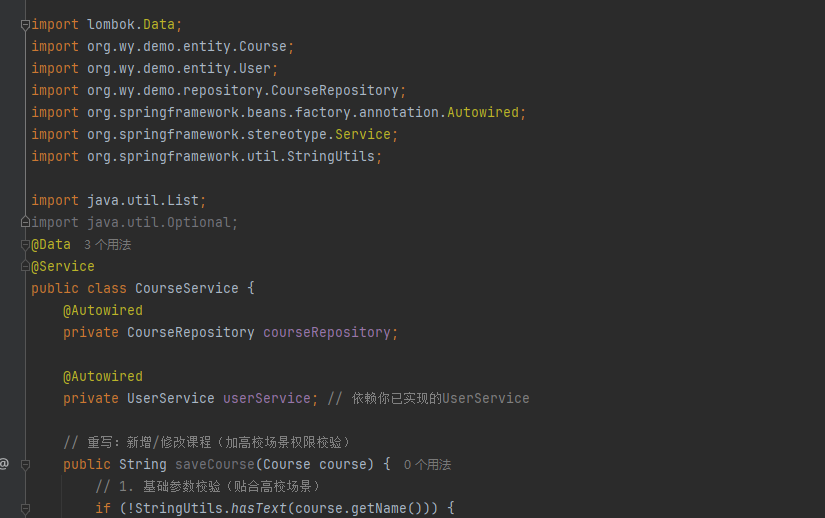 import lombok.Data;
import org.wy.demo.entity.Course;
import org.wy.demo.entity.User;
import org.wy.demo.repository.CourseRepository;
import org.springframework.beans.factory.annotation.Autowired;
import org.springframework.stereotype.Service;
import org.springframework.util.StringUtils;
import java.util.List;
import java.util.Optional;
@Data 3 个用法
@Service
public class CourseService {
@Autowired
private CourseRepository courseRepository;
@Autowired
private UserService userService; // 依赖你已实现的UserService
// 重写：新增/修改课程（加高校场景权限校验）
@ public String saveCourse(Course course) { 0 个用法
// 1. 基础参数校验（贴合高校场景）
if (!StringUtils.hasText(course.getName())) {